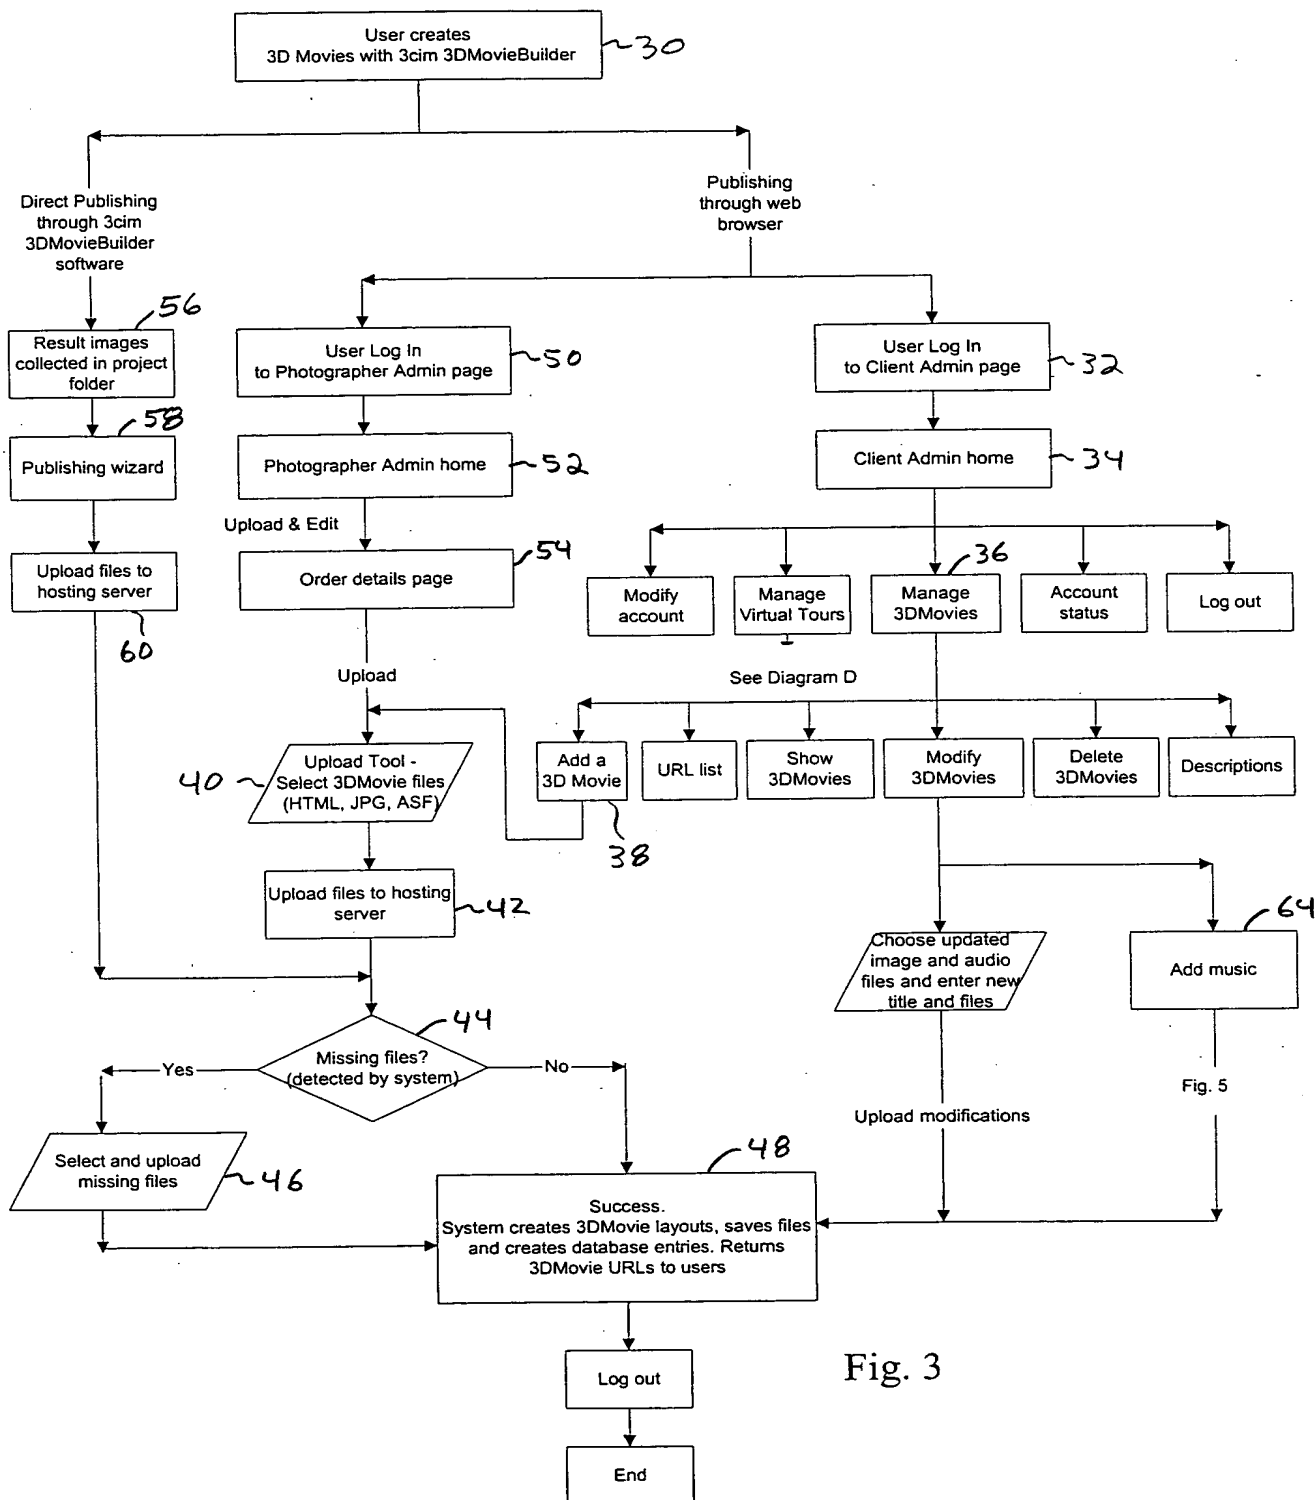 User creates
3D Movies with 3cim 3DMovieBuilder
30
Direct Publishing
through 3cim
3DMovieBuilder
software
Publishing
through web
browser
56
Result images
collected in project
folder
User Log In
to Photographer Admin page
50
User Log In
to Client Admin page
32
58
Publishing wizard
Photographer Admin home
52
Client Admin home
34
Upload & Edit
Upload files to
hosting server
60
54
Order details page
36
Modify
account
Manage
Virtual Tours
Manage
3DMovies
Account
status
Log out
Upload
See Diagram D
40
Upload Tool -
Select 3DMovie files
(HTML, JPG, ASF)
Add a
3D Movie
38
URL list
Show
3DMovies
Modify
3DMovies
Delete
3DMovies
Descriptions
Upload files to hosting
server
42
Choose updated
image and audio
files and enter new
title and files
64
Add music
44
Missing files?
(detected by system)
Yes
No
Upload modifications
Fig. 5
Select and upload
missing files
46
48
Success.
System creates 3DMovie layouts, saves files
and creates database entries. Returns
3DMovie URLs to users
Log out
Fig. 3
End